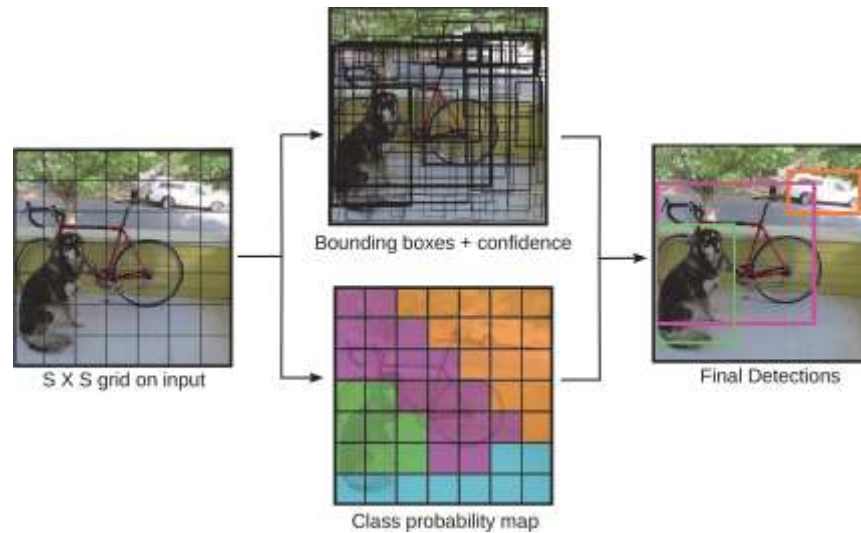 Bounding boxes + confidence
S X S grid on input
Final Detections
Class probability map